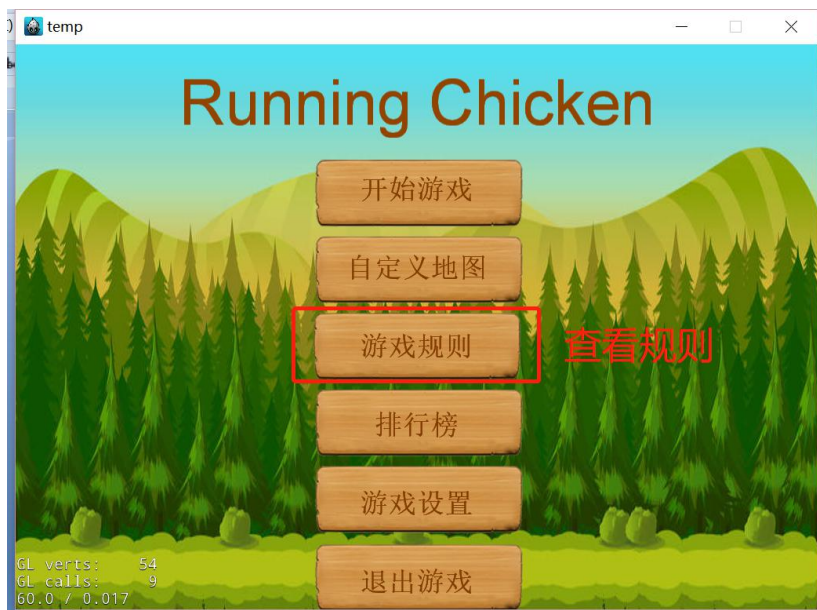 temp
Running Chicken
开始游戏
自定义地图
游戏规则
查看规则
排行榜
游戏设置
退出游戏
GL verts: 54
GL calls: 9
60.0 / 0.017